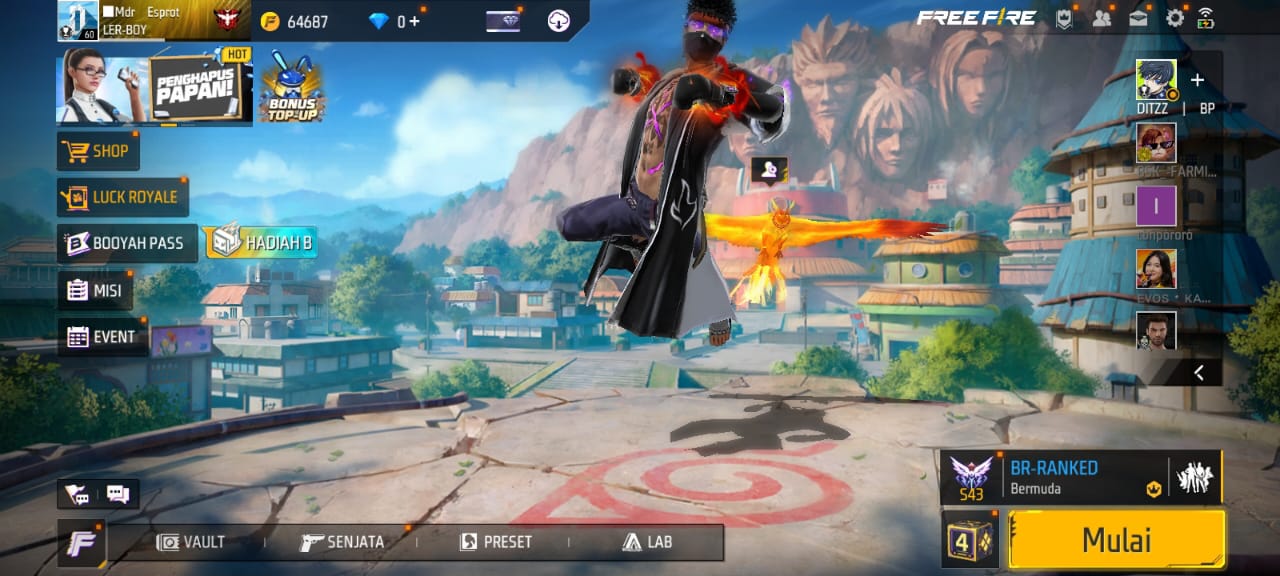 Mdr Esprot
LER-BOY
60
64687
0+
FREE FIRE
PENGHAPUS
PAPAN!
HOT
BONUS
TOP-UP
SHOP
LUCK ROYALE
BOOYAH PASS
HADIAH B
MISI
EVENT
DITZZ | BP
I
EVOS * KA...
S43
BR-RANKED
Bermuda
VAULT
SENJATA
PRESET
LAB
4
Mulai